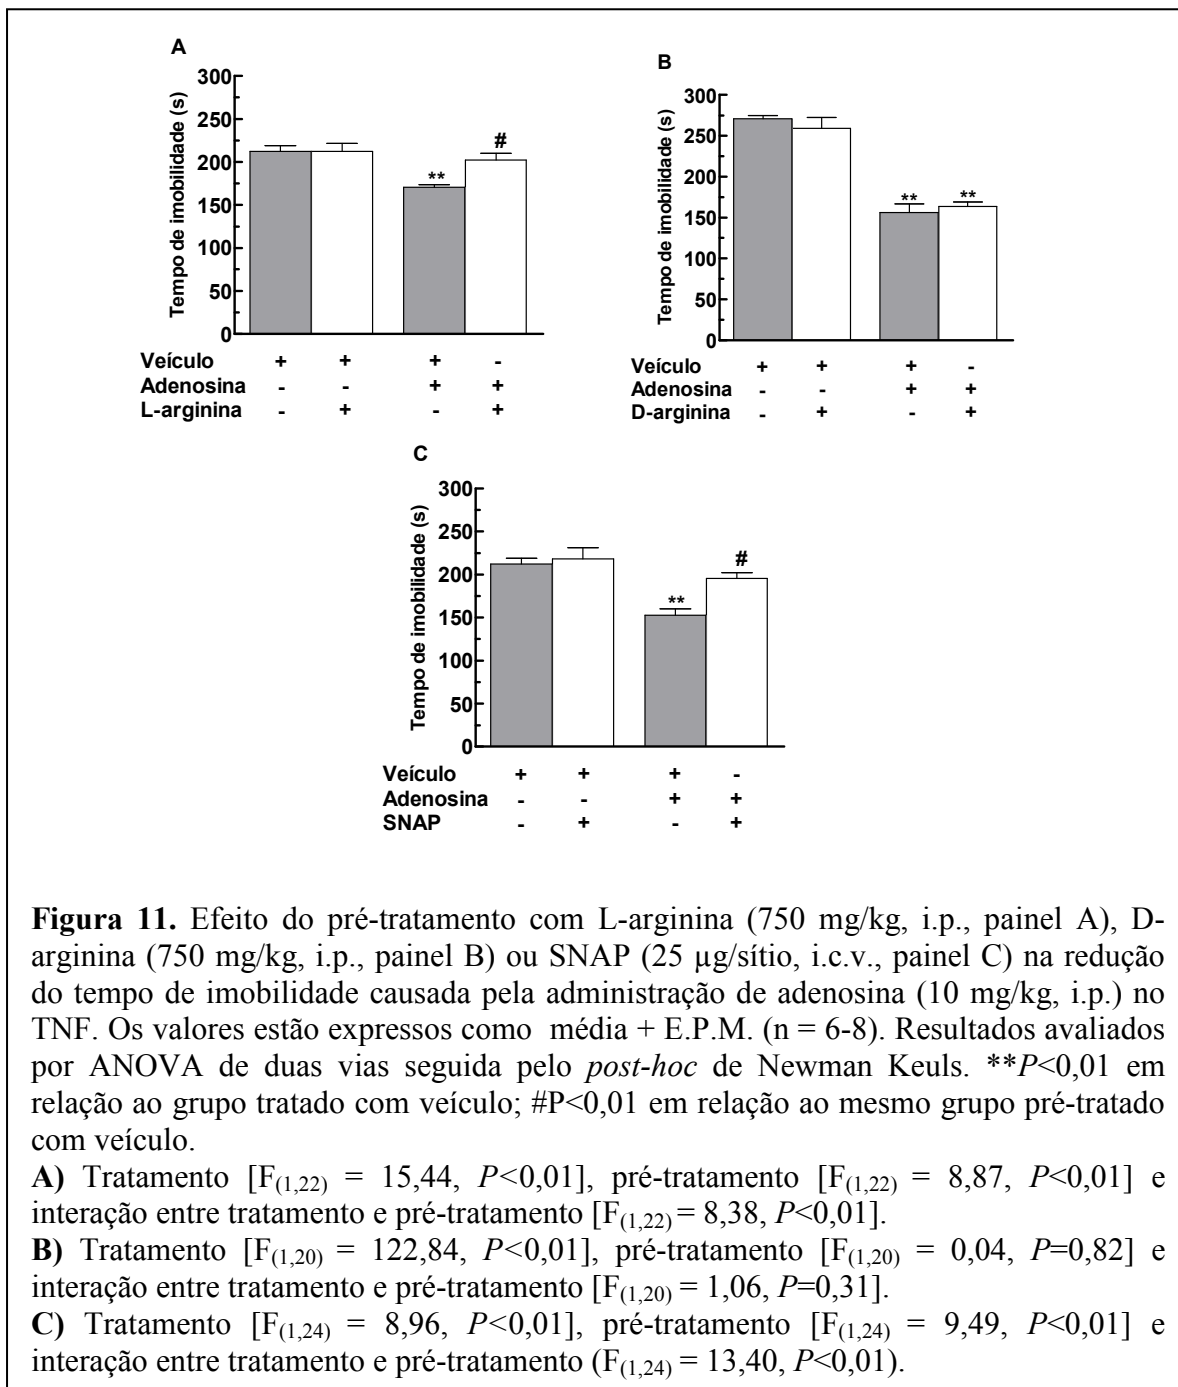 A
Tempo de imobilidade (s)
300
250
200
150
100
50
0
** #
Veículo + + + -
Adenosina - - + +
L-arginina - + - +
B
Tempo de imobilidade (s)
300
250
200
150
100
50
0
** **
Veículo + + + -
Adenosina - - + +
D-arginina - + - +
C
Tempo de imobilidade (s)
300
250
200
150
100
50
0
** #
Veículo + + + -
Adenosina - - + +
SNAP - + - +
Figura 11. Efeito do pré-tratamento com L-arginina (750 mg/kg, i.p., painel A), D-
arginina (750 mg/kg, i.p., painel B) ou SNAP (25 µg/sítio, i.c.v., painel C) na redução
do tempo de imobilidade causada pela administração de adenosina (10 mg/kg, i.p.) no
TNF. Os valores estão expressos como média + E.P.M. (n = 6-8). Resultados avaliados
por ANOVA de duas vias seguida pelo post-hoc de Newman Keuls. **P<0,01 em
relação ao grupo tratado com veículo; #P<0,01 em relação ao mesmo grupo pré-tratado
com veículo.
A) Tratamento [F(1,22) = 15,44, P<0,01], pré-tratamento [F(1,22) = 8,87, P<0,01] e
interação entre tratamento e pré-tratamento [F(1,22) = 8,38, P<0,01].
B) Tratamento [F(1,20) = 122,84, P<0,01], pré-tratamento [F(1,20) = 0,04, P=0,82] e
interação entre tratamento e pré-tratamento [F(1,20) = 1,06, P=0,31].
C) Tratamento [F(1,24) = 8,96, P<0,01], pré-tratamento [F(1,24) = 9,49, P<0,01] e
interação entre tratamento e pré-tratamento (F(1,24) = 13,40, P<0,01).